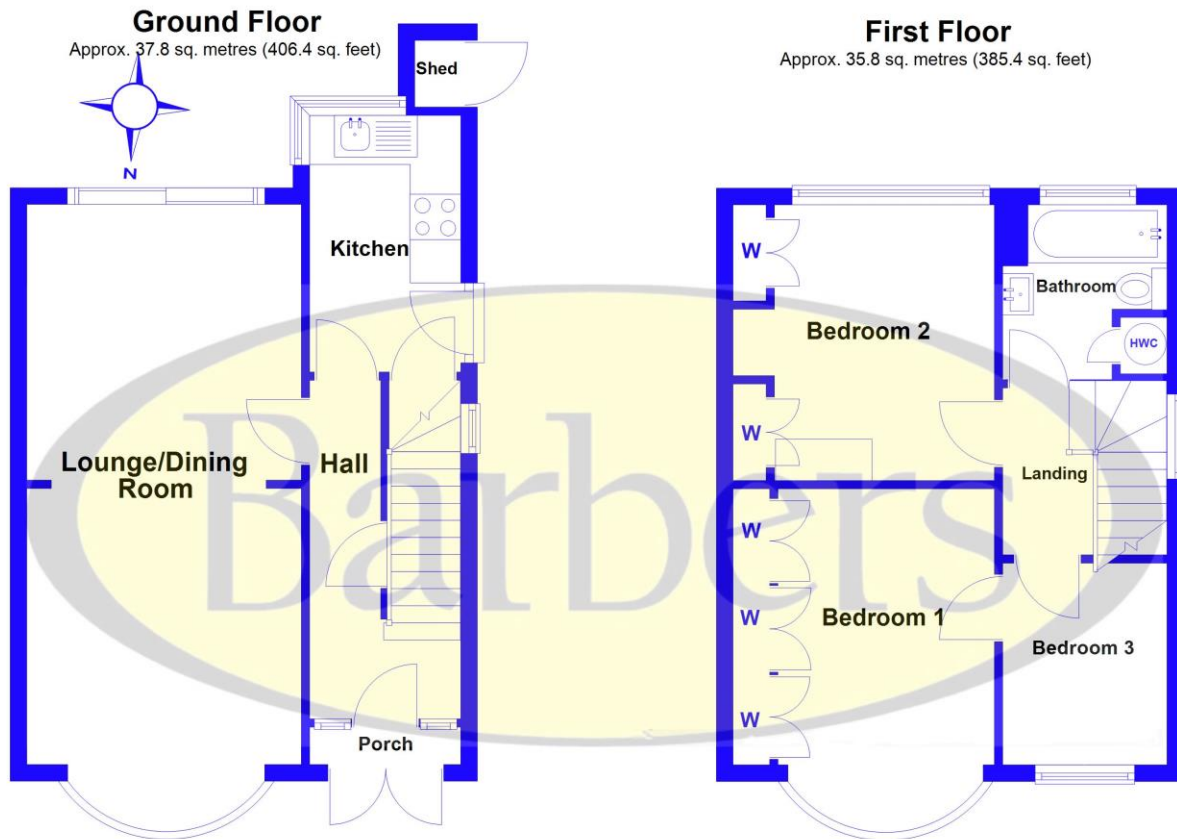 Ground Floor
Approx. 37.8 sq. metres (406.4 sq. feet)
N
Shed
Kitchen
Lounge/Dining
Room
Hall
Porch
First Floor
Approx. 35.8 sq. metres (385.4 sq. feet)
W
Bedroom 2
Bathroom
HWC
W
Landing
W
W
Bedroom 1
Bedroom 3
W
Barbers